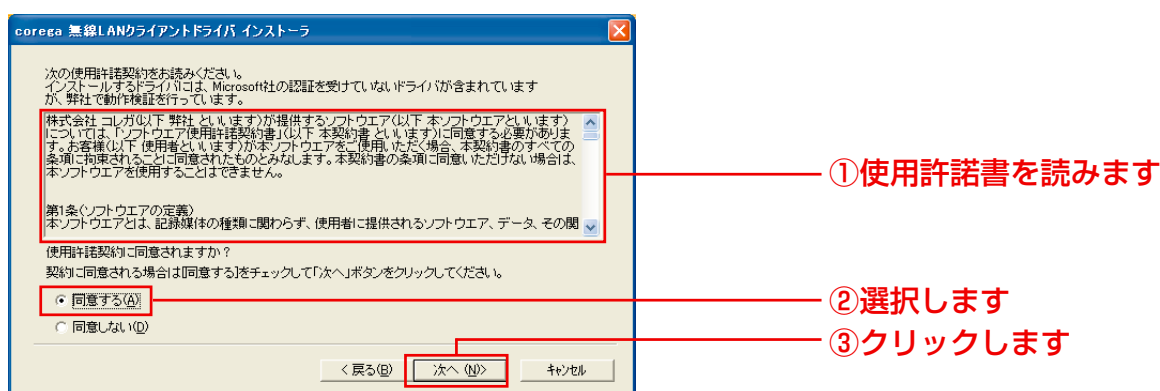 corega 無線LANクライアントドライバ インストーラ
次の使用許諾契約をお読みください。
インストールするドライバには、Microsoft社の認証を受けていないドライバが含まれています
が、弊社で動作検証を行っています。
株式会社 コレガ(以下 弊社 といいます)が提供するソフトウエア(以下 本ソフトウエアといいます)
については、「ソフトウエア使用許諾契約書」(以下 本契約書 といいます)に同意する必要がありま
す。お客様(以下 使用者といいます)が本ソフトウエアをご使用いただく場合、本契約書のすべての
条項に拘束されることに同意されたものとみなします。本契約書の条項に同意いただけない場合は、
本ソフトウエアを使用することはできません。
第1条(ソフトウエアの定義)
本ソフトウエアとは、記録媒体の種類に関わらず、使用者に提供されるソフトウエア、データ、その関
①使用許諾書を読みます
使用許諾契約に同意されますか?
契約に同意される場合は[同意する]をチェックして「次へ」ボタンをクリックしてください。
同意する(A)
②選択します
同意しない(D)
③クリックします
< 戻る(B)
次へ (N)>
キャンセル